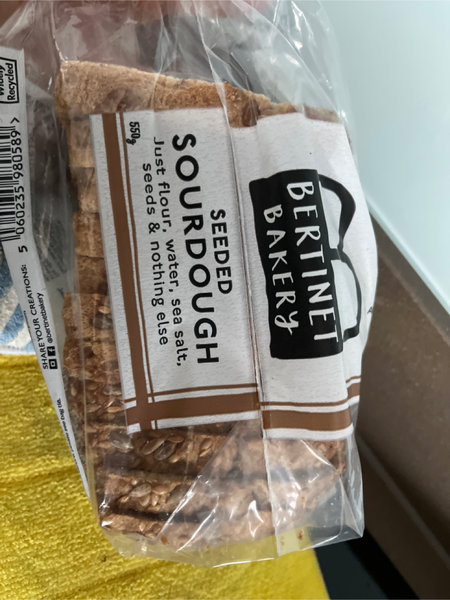 BERTINET
BAKERY
SEEDED
SOURDOUGH
Just flour, water, sea salt,
seeds & nothing else
550g
Widely
Recycled
5 060235 980589 >
SHARE YOUR CREATIONS:
@bertinetbakery